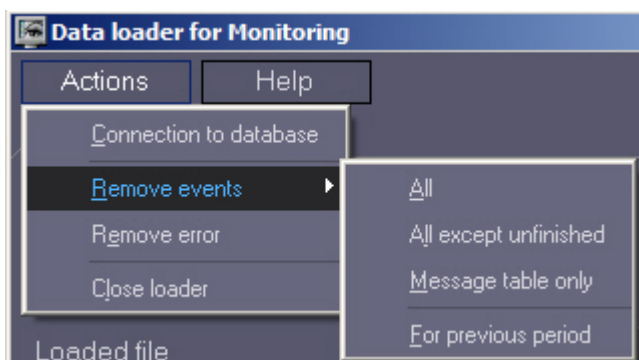 Data loader for Monitoring
Actions Help
Connection to database
Remove events
Remove error
Close loader
All
All except unfinished
Message table only
For previous period
Loaded file